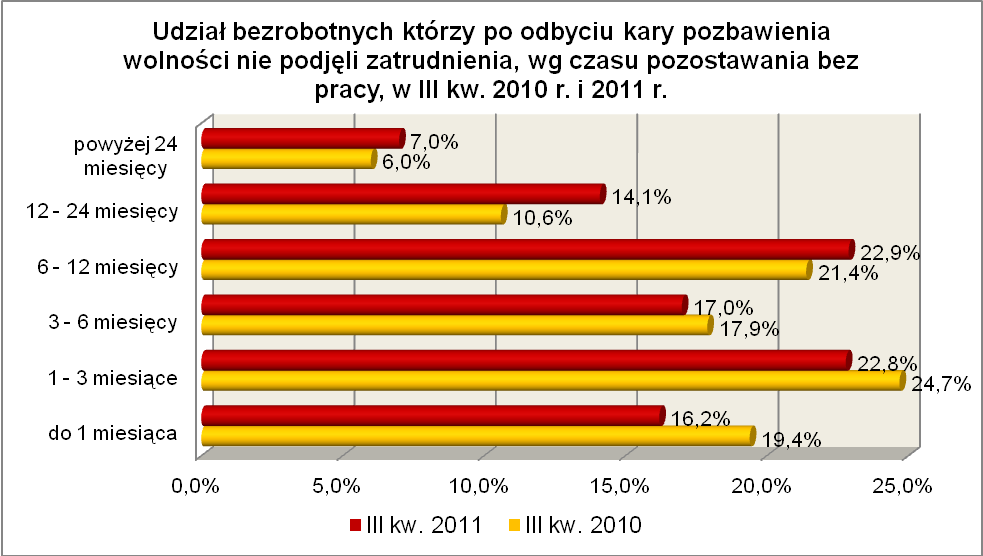 Udział bezrobotnych którzy po odbyciu kary pozbawienia
wolności nie podjęli zatrudnienia, wg czasu pozostawania bez
pracy, w III kw. 2010 r. i 2011 r.
powyżej 24
miesięcy
7,0%
6,0%
12 - 24 miesięcy
14,1%
10,6%
6 - 12 miesięcy
22,9%
21,4%
3 - 6 miesięcy
17,0%
17,9%
1 - 3 miesiące
22,8%
24,7%
do 1 miesiąca
16,2%
19,4%
0,0% 5,0% 10,0% 15,0% 20,0% 25,0%
III kw. 2011 III kw. 2010